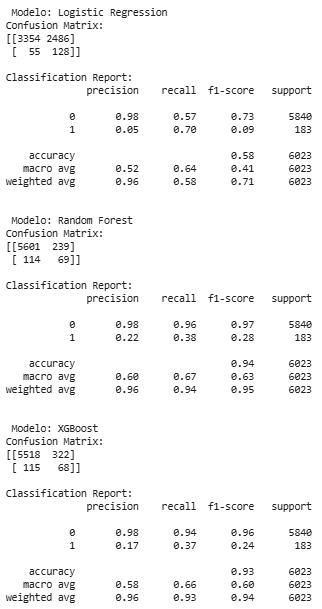 Modelo: Logistic Regression
Confusion Matrix:
[[3354 2486]
 [  55  128]]
Classification Report:
              precision    recall  f1-score   support
           0       0.98      0.57      0.73      5840
           1       0.05      0.70      0.09       183
    accuracy                           0.58      6023
   macro avg       0.52      0.64      0.41      6023
weighted avg       0.96      0.58      0.71      6023
Modelo: Random Forest
Confusion Matrix:
[[5601  239]
 [ 114   69]]
Classification Report:
              precision    recall  f1-score   support
           0       0.98      0.96      0.97      5840
           1       0.22      0.38      0.28       183
    accuracy                           0.94      6023
   macro avg       0.60      0.67      0.63      6023
weighted avg       0.96      0.94      0.95      6023
Modelo: XGBoost
Confusion Matrix:
[[5518  322]
 [ 115   68]]
Classification Report:
              precision    recall  f1-score   support
           0       0.98      0.94      0.96      5840
           1       0.17      0.37      0.24       183
    accuracy                           0.93      6023
   macro avg       0.58      0.66      0.60      6023
weighted avg       0.96      0.93      0.94      6023